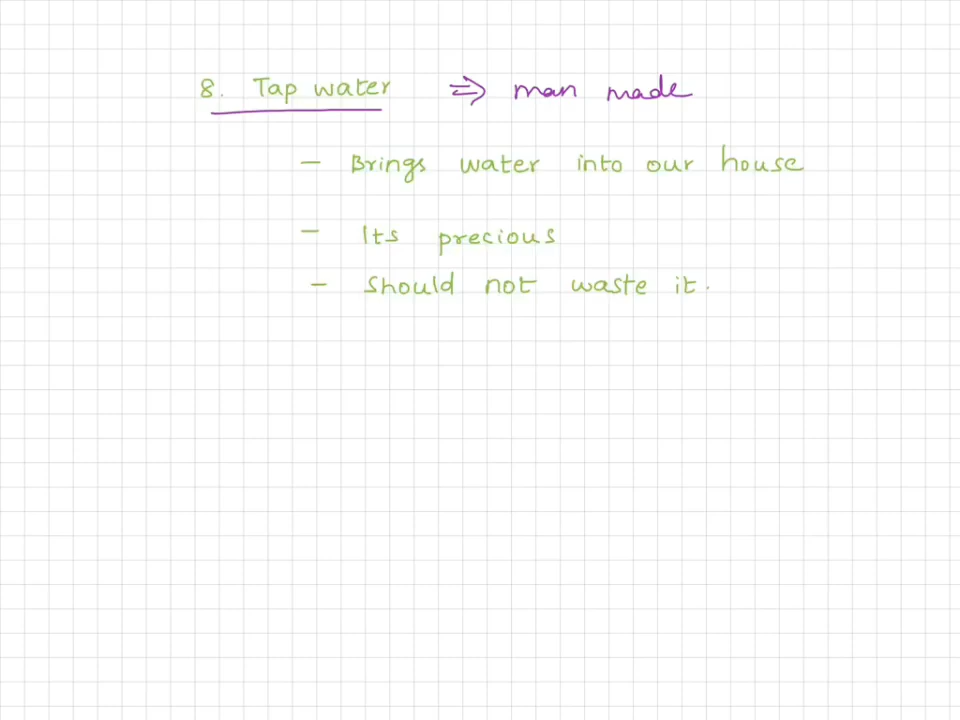 8. Tap water ⇒ man made
- Brings water into our house
- Its precious
- Should not waste it.